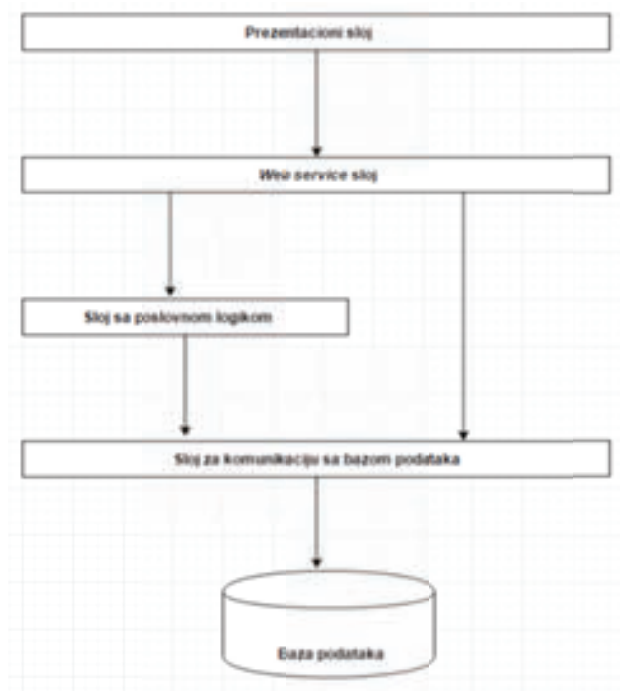 Prezentacioni sloj
Web service sloj
Sloj sa poslovnom logikom
Sloj za komunikaciju sa bazom podataka
Baza podataka